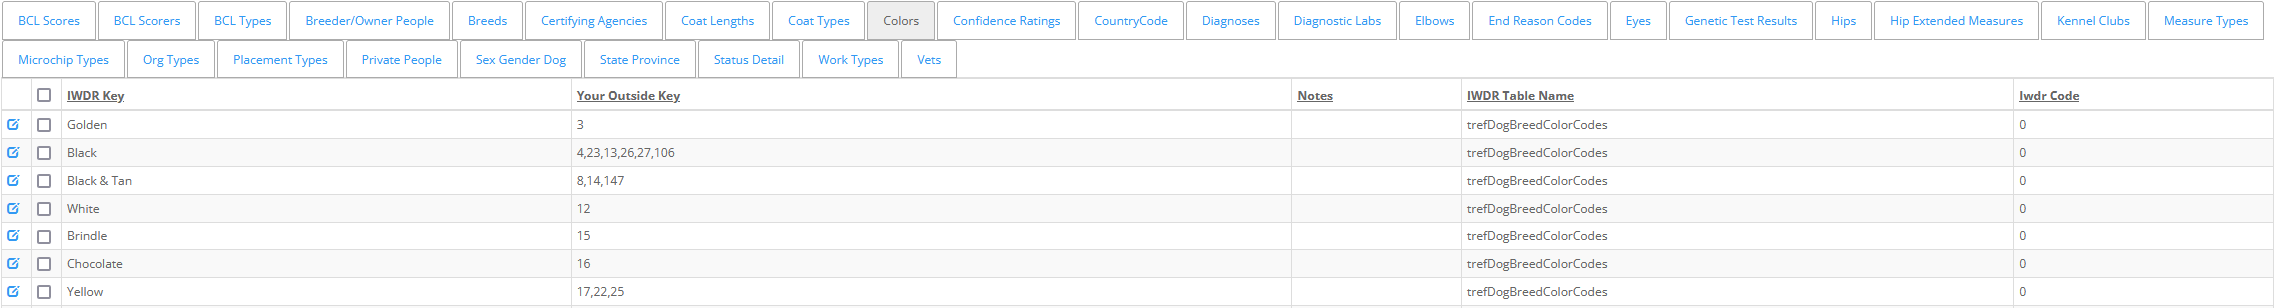 BCL Scores BCL Scorers BCL Types Breeder/Owner People Breeds Certifying Agencies Coat Lengths Coat Types Colors Confidence Ratings CountryCode Diagnoses Diagnostic Labs Elbows End Reason Codes Eyes Genetic Test Results Hips Hip Extended Measures Kennel Clubs Measure Types
Microchip Types Org Types Placement Types Private People Sex Gender Dog State Province Status Detail Work Types Vets
IWDR Key Your Outside Key Notes IWDR Table Name Iwdr Code
Golden 3 trefDogBreedColorCodes 0
Black 4,23,13,26,27,106 trefDogBreedColorCodes 0
Black & Tan 8,14,147 trefDogBreedColorCodes 0
White 12 trefDogBreedColorCodes 0
Brindle 15 trefDogBreedColorCodes 0
Chocolate 16 trefDogBreedColorCodes 0
Yellow 17,22,25 trefDogBreedColorCodes 0